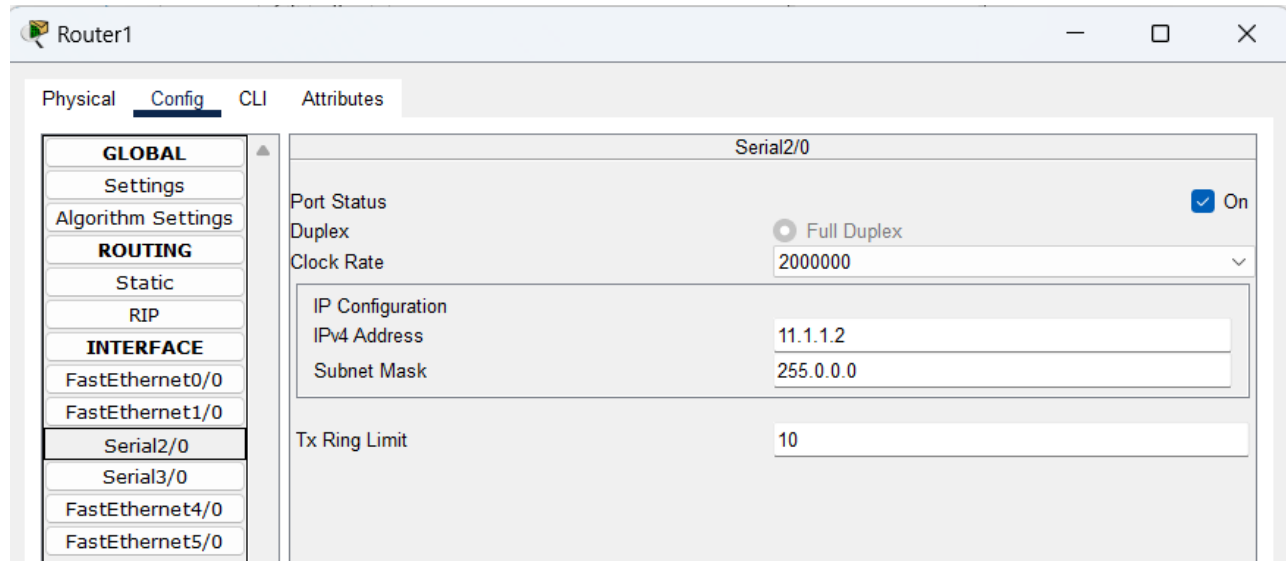 Router1
Physical Config CLI Attributes
GLOBAL
Settings
Algorithm Settings
ROUTING
Static
RIP
INTERFACE
FastEthernet0/0
FastEthernet1/0
Serial2/0
Serial3/0
FastEthernet4/0
FastEthernet5/0
Serial2/0
Port Status On
Duplex Full Duplex
Clock Rate 2000000
IP Configuration
IPv4 Address 11.1.1.2
Subnet Mask 255.0.0.0
Tx Ring Limit 10